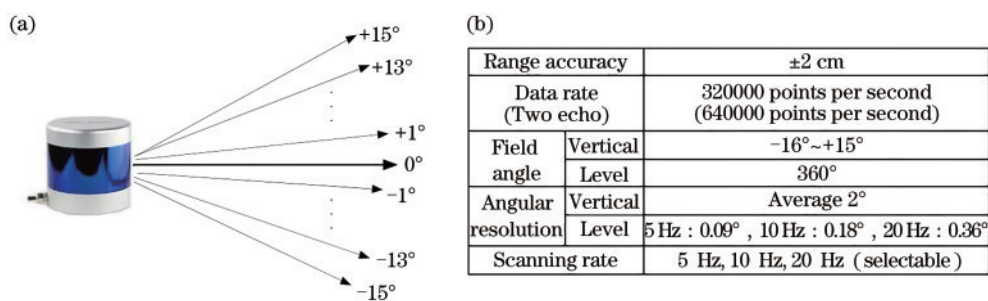 (a)
+15°
+13°
+1°
0°
−1°
−13°
−15°
(b)
Range accuracy ±2 cm
Data rate 320000 points per second
(Two echo) (640000 points per second)
Field Vertical −16°~+15°
angle Level 360°
Angular Vertical Average 2°
resolution Level 5 Hz : 0.09° , 10 Hz : 0.18° , 20 Hz : 0.36°
Scanning rate 5 Hz, 10 Hz, 20 Hz (selectable)